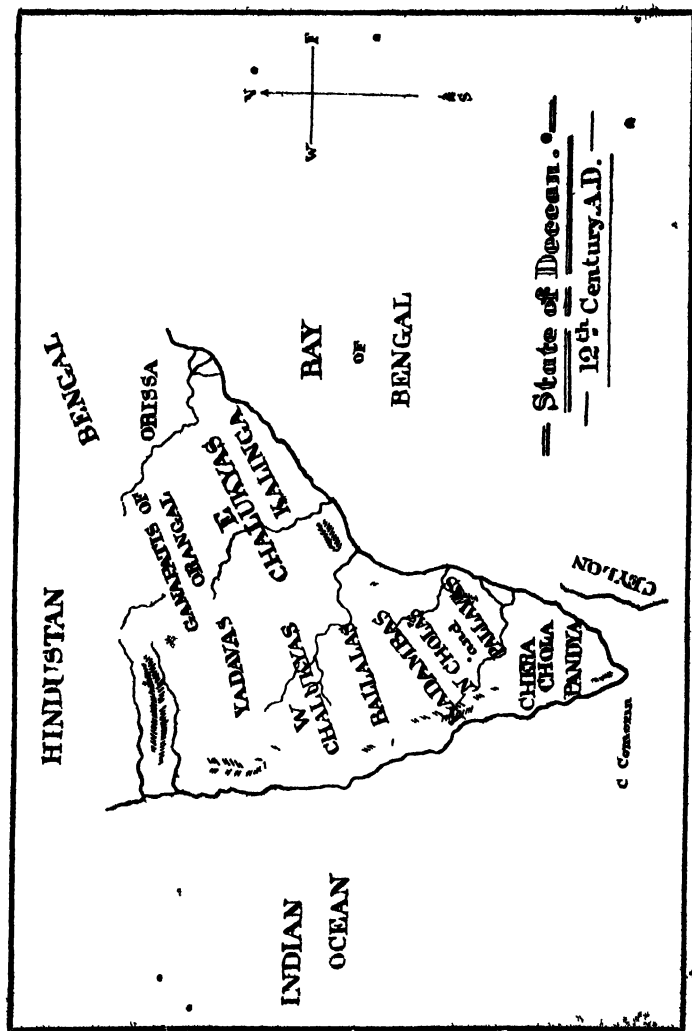 HINDUSTAN
BENGAL
ORISSA
GANAPATIS OF
ORANGAL
E
CHALUKYAS
KALINGA
YADAVAS
W
CHALUKYAS
BALLALAS
KADAMBAS
N CHOLAS
and
PALLAVAS
CHERA
CHOLA
PANDYA
C Comorin
CEYLON
BAY
OF
BENGAL
INDIAN
OCEAN
N
E
W
S
State of Deccan.
12th Century A.D.